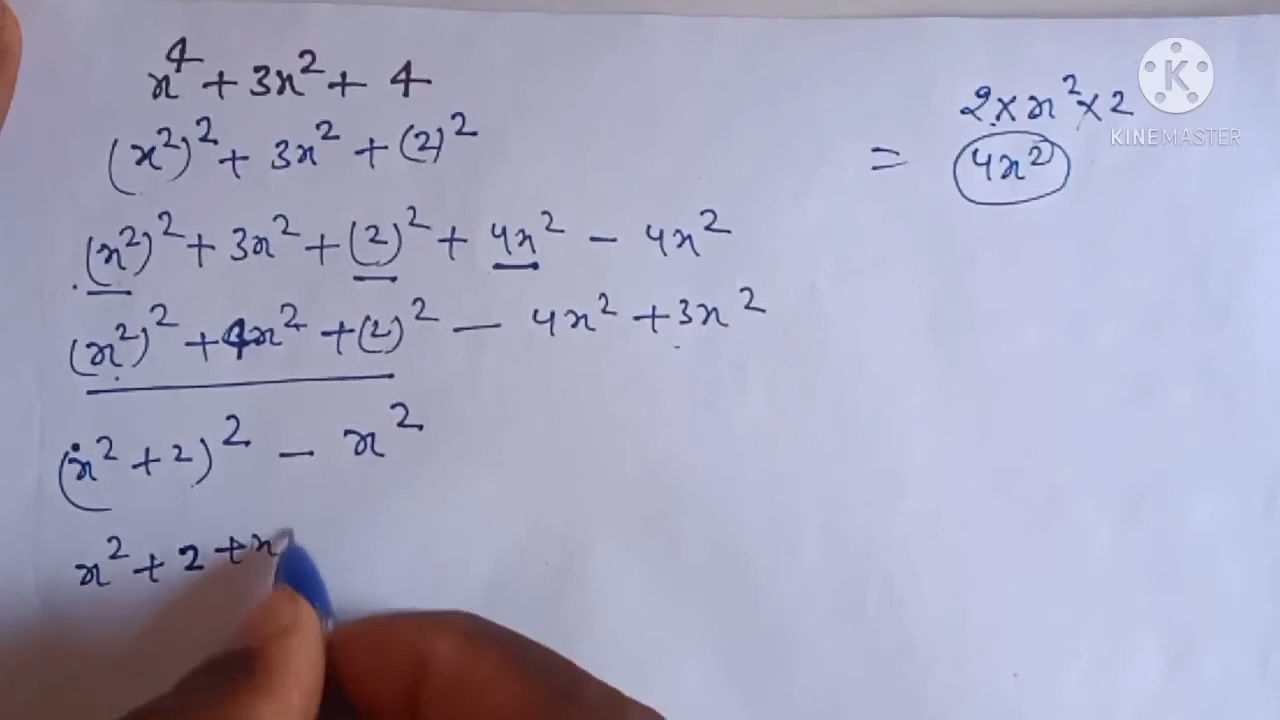 x⁴ + 3x² + 4
(x²)² + 3x² + (2)²
(x²)² + 3x² + (2)² + 4x² − 4x²
(x²)² + 4x² + (2)² − 4x² + 3x²
(x² + 2)² − x²
x² + 2 + x
2 × x² × 2
= 4x²
K
KINEMASTER